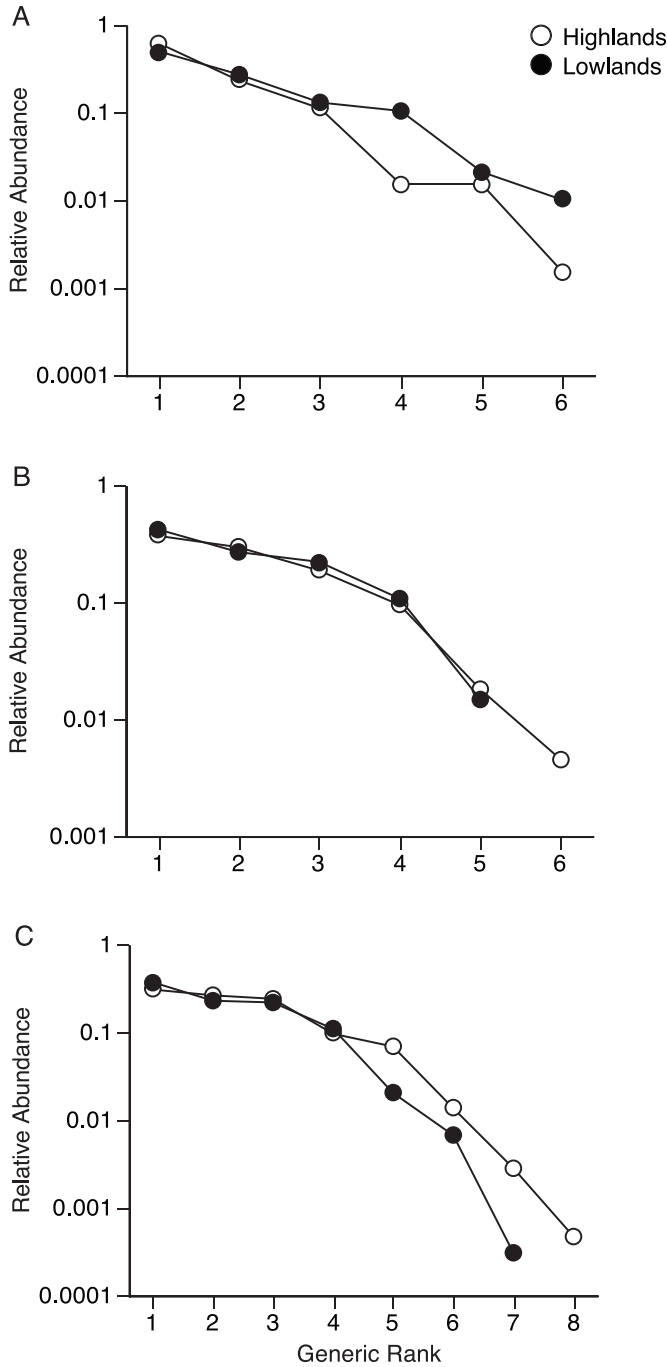 A
Highlands
Lowlands
Relative Abundance
1
0.1
0.01
0.001
0.0001
1 2 3 4 5 6
B
Relative Abundance
1
0.1
0.01
0.001
1 2 3 4 5 6
C
Relative Abundance
1
0.1
0.01
0.001
0.0001
1 2 3 4 5 6 7 8
Generic Rank